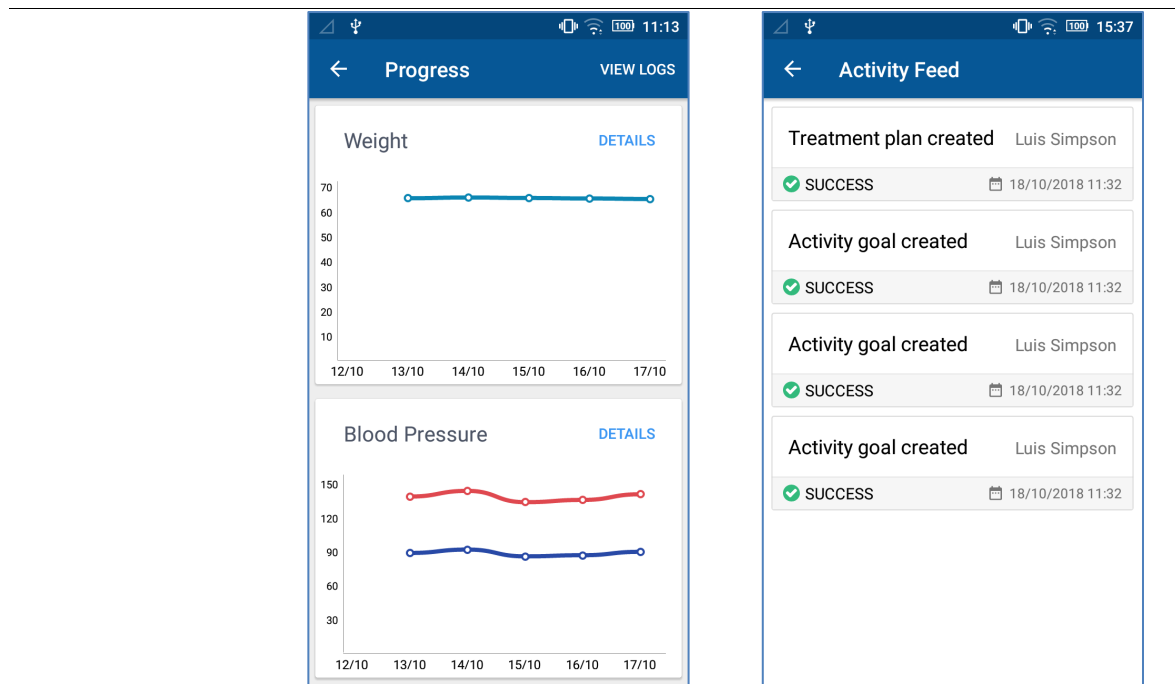 100 11:13
Progress VIEW LOGS
Weight DETAILS
70
60
50
40
30
20
10
12/10 13/10 14/10 15/10 16/10 17/10
Blood Pressure DETAILS
150
120
90
60
30
12/10 13/10 14/10 15/10 16/10 17/10
100 15:37
Activity Feed
Treatment plan created Luis Simpson
SUCCESS 18/10/2018 11:32
Activity goal created Luis Simpson
SUCCESS 18/10/2018 11:32
Activity goal created Luis Simpson
SUCCESS 18/10/2018 11:32
Activity goal created Luis Simpson
SUCCESS 18/10/2018 11:32